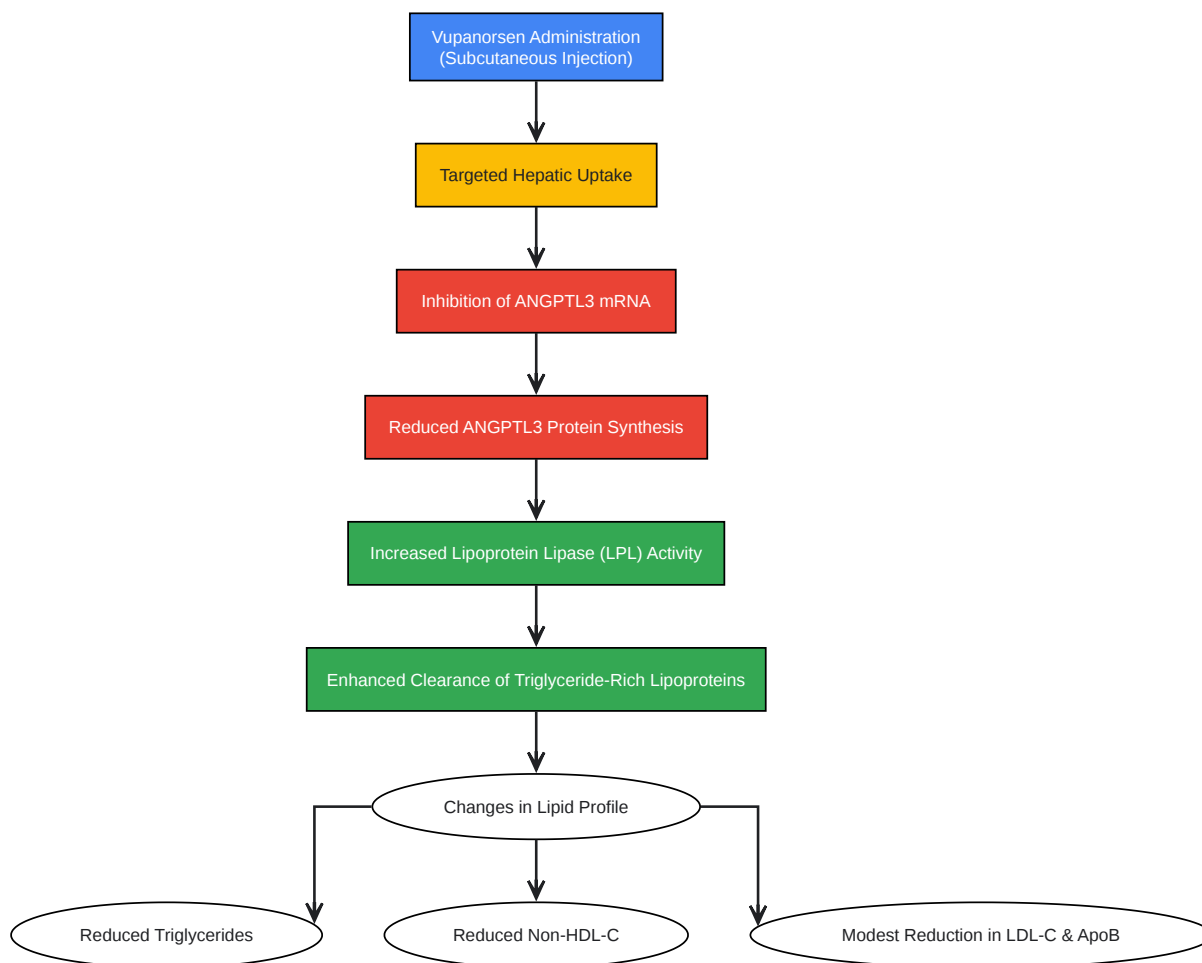 Vupanorsen Administration
(Subcutaneous Injection)
Targeted Hepatic Uptake
Inhibition of ANGPTL3 mRNA
Reduced ANGPTL3 Protein Synthesis
Increased Lipoprotein Lipase (LPL) Activity
Enhanced Clearance of Triglyceride-Rich Lipoproteins
Changes in Lipid Profile
Reduced Triglycerides
Reduced Non-HDL-C
Modest Reduction in LDL-C & ApoB